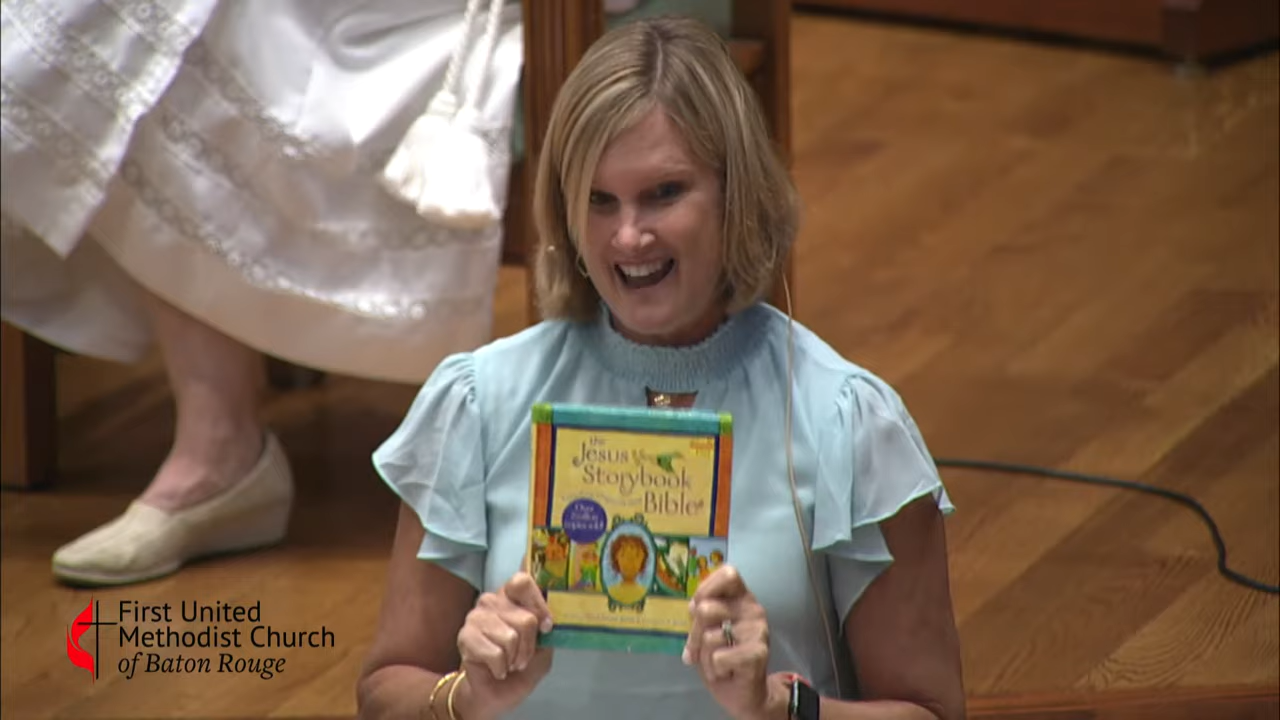 the
Jesus
Storybook
Bible
First United
Methodist Church
of Baton Rouge